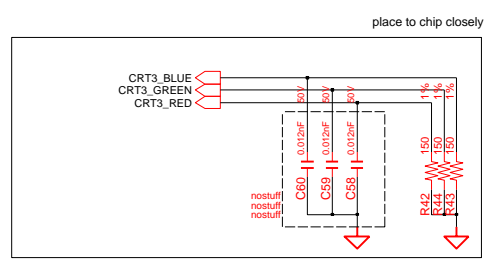 place to chip closely
CRT3_BLUE
CRT3_GREEN
CRT3_RED
50V
50V
50V
1%
1%
1%
0.012nF
0.012nF
0.012nF
150
150
150
C60
C59
C58
R42
R44
R43
nostuff
nostuff
nostuff